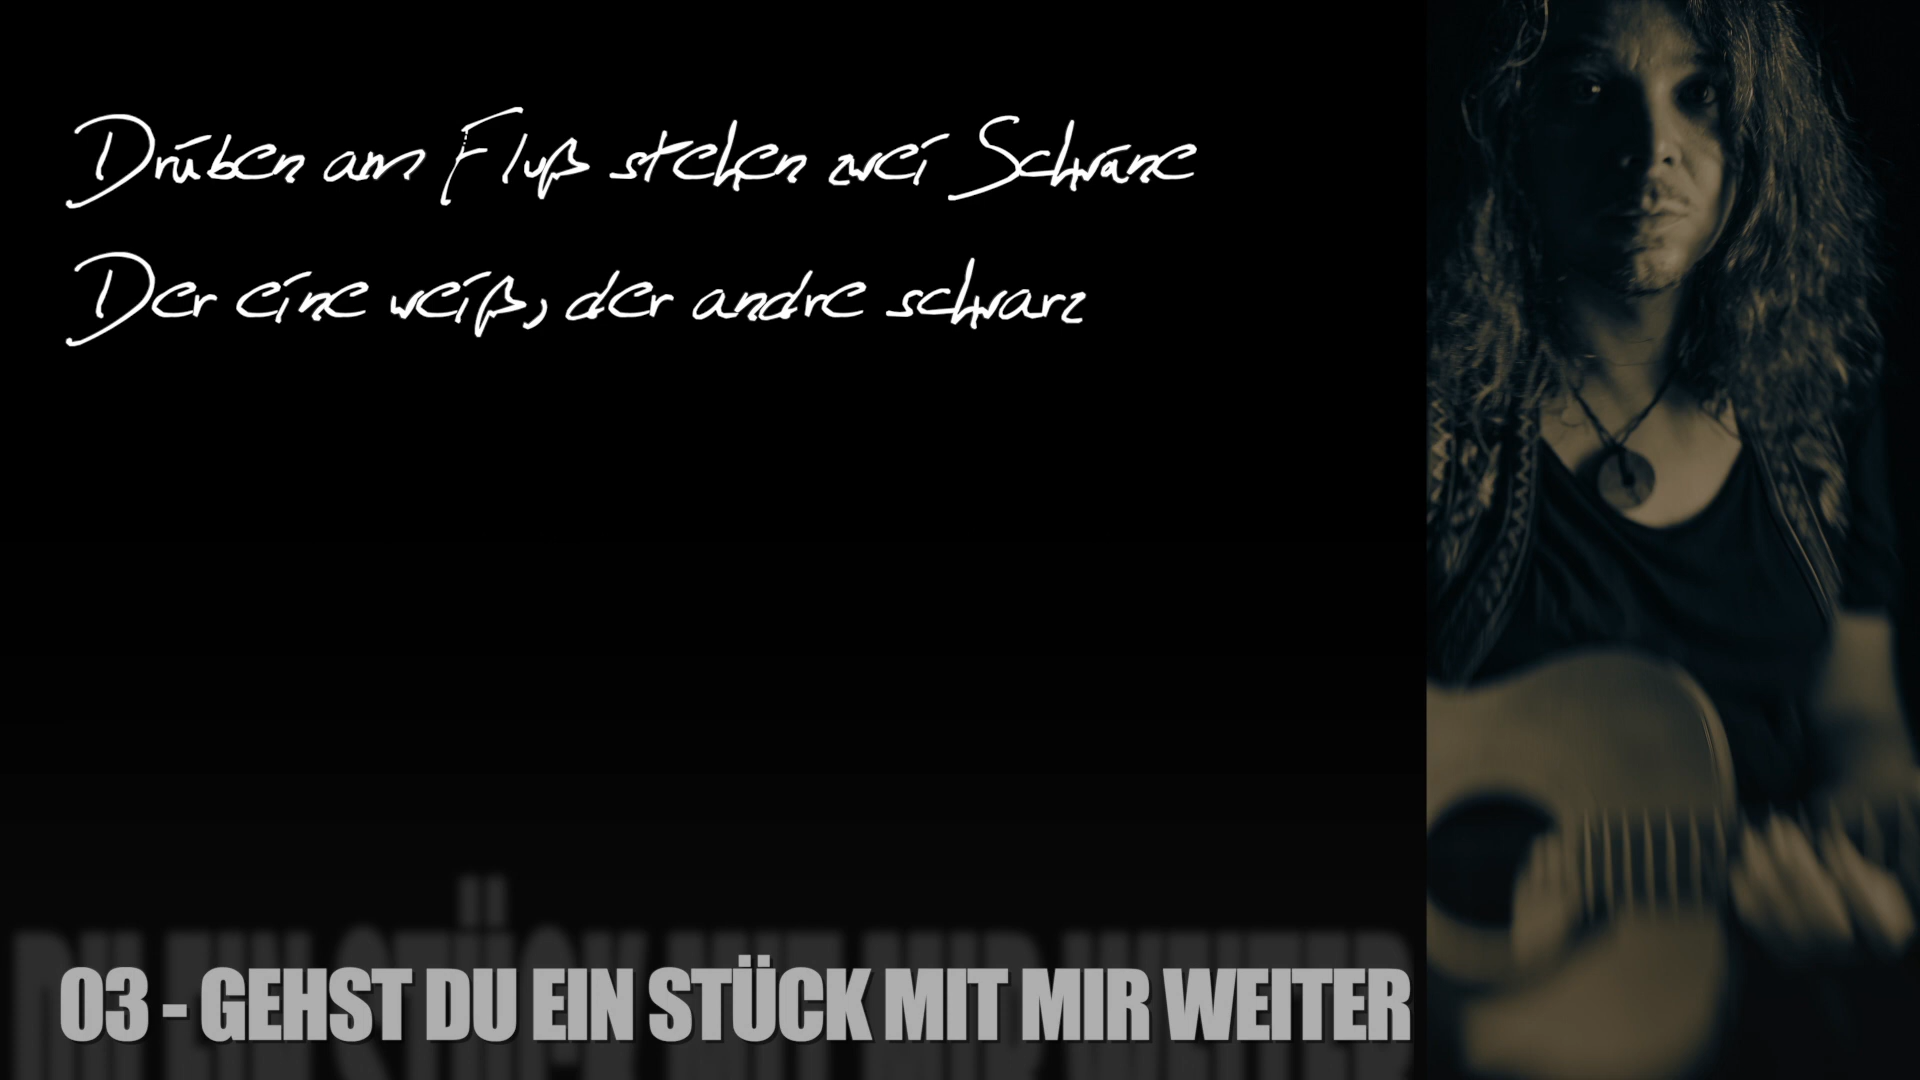 Drüben am Fluß stehen zwei Schwäne
Der eine weiß, der andre schwarz
03 - GEHST DU EIN STÜCK MIT MIR WEITER